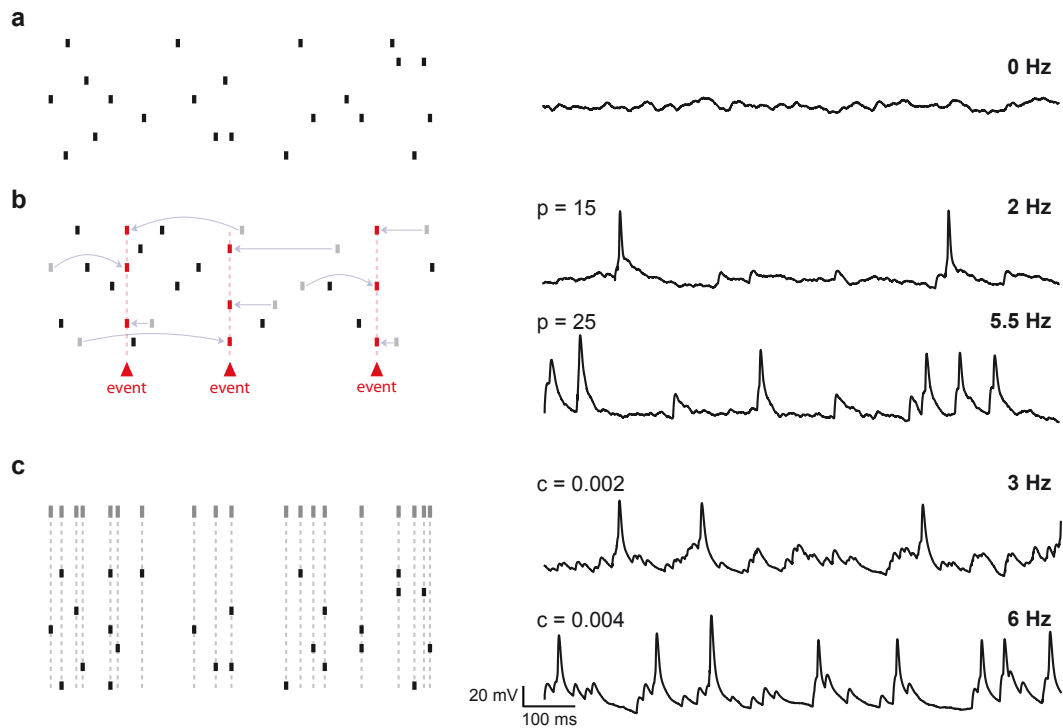 a
0 Hz
b
p = 15
2 Hz
p = 25
5.5 Hz
event event event
c
c = 0.002
3 Hz
c = 0.004
6 Hz
20 mV
100 ms